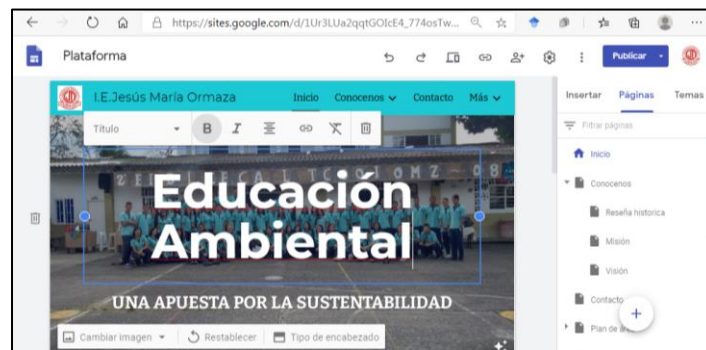 https://sites.google.com/d/1Ur3LUa2qqtGOIcE4_774osTw...
Plataforma
Publicar
I.E.Jesús María Ormaza
Inicio Conocenos Contacto Más
Insertar Páginas Temas
Título B I
Filtrar páginas
Inicio
Conocenos
Reseña historica
Misión
Visión
Contacto
Plan de
Educación
Ambiental
UNA APUESTA POR LA SUSTENTABILIDAD
Cambiar imagen Restablecer Tipo de encabezado